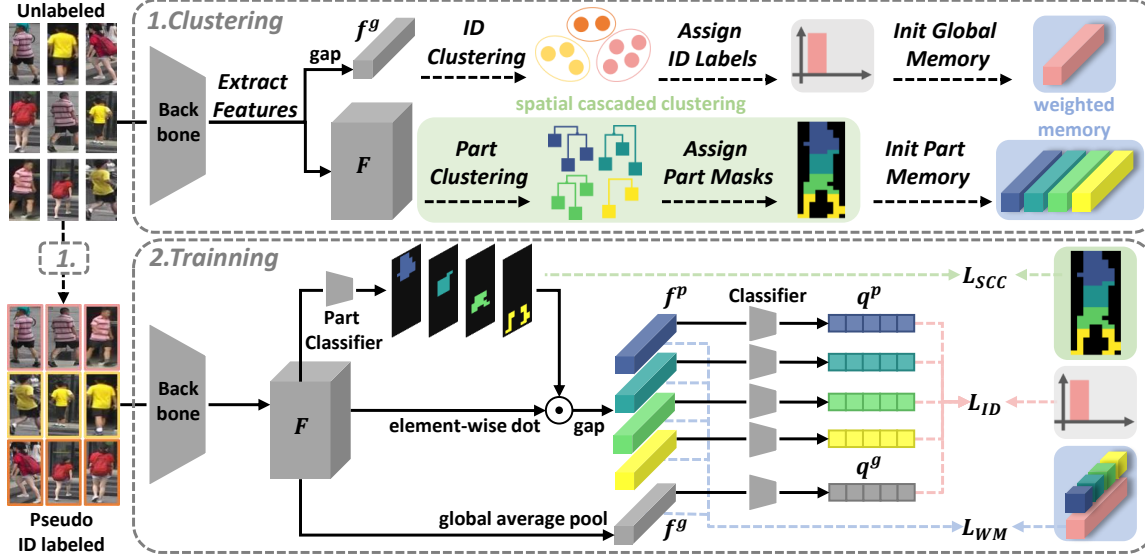 Unlabeled
1.Clustering
Back
bone
Extract
Features
gap
f^g
F
ID
Clustering
Assign
ID Labels
Init Global
Memory
spatial cascaded clustering
weighted
memory
Part
Clustering
Assign
Part Masks
Init Part
Memory
1.
2.Trainning
Back
bone
F
Part
Classifier
element-wise dot
gap
global average pool
f^p
f^g
Classifier
q^p
q^g
L_SCC
L_ID
L_WM
Pseudo
ID labeled